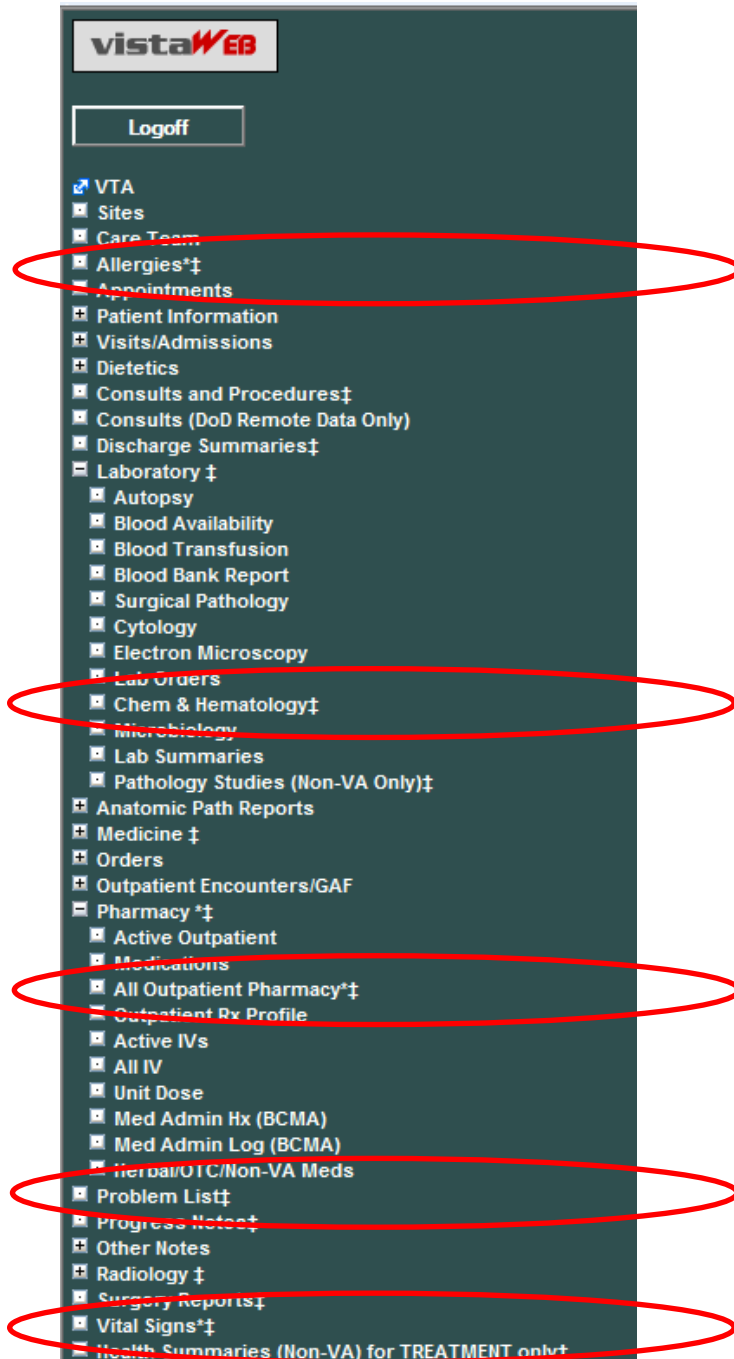 vistaWEB
Logoff
VTA
Sites
Care Team
Allergies*‡
Appointments
Patient Information
Visits/Admissions
Dietetics
Consults and Procedures‡
Consults (DoD Remote Data Only)
Discharge Summaries‡
Laboratory ‡
Autopsy
Blood Availability
Blood Transfusion
Blood Bank Report
Surgical Pathology
Cytology
Electron Microscopy
Lab Orders
Chem & Hematology‡
Microbiology
Lab Summaries
Pathology Studies (Non-VA Only)‡
Anatomic Path Reports
Medicine ‡
Orders
Outpatient Encounters/GAF
Pharmacy *‡
Active Outpatient
Medications
All Outpatient Pharmacy*‡
Outpatient Rx Profile
Active IVs
All IV
Unit Dose
Med Admin Hx (BCMA)
Med Admin Log (BCMA)
Herbal/OTC/Non-VA Meds
Problem List‡
Progress Notes‡
Other Notes
Radiology ‡
Surgery Reports‡
Vital Signs*‡
Health Summaries (Non-VA) for TREATMENT only‡